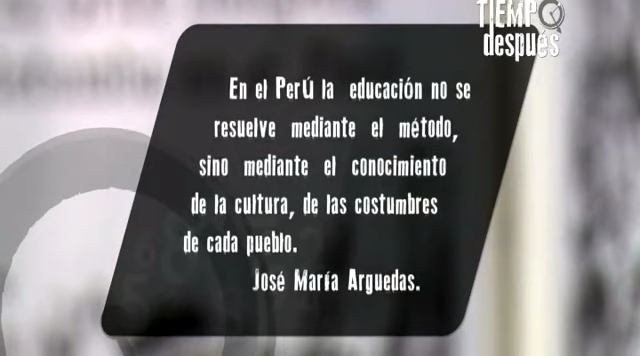 TIEMPO
después
En el Perú la educación no se
resuelve mediante el método,
sino mediante el conocimiento
de la cultura, de las costumbres
de cada pueblo.
José María Arguedas.